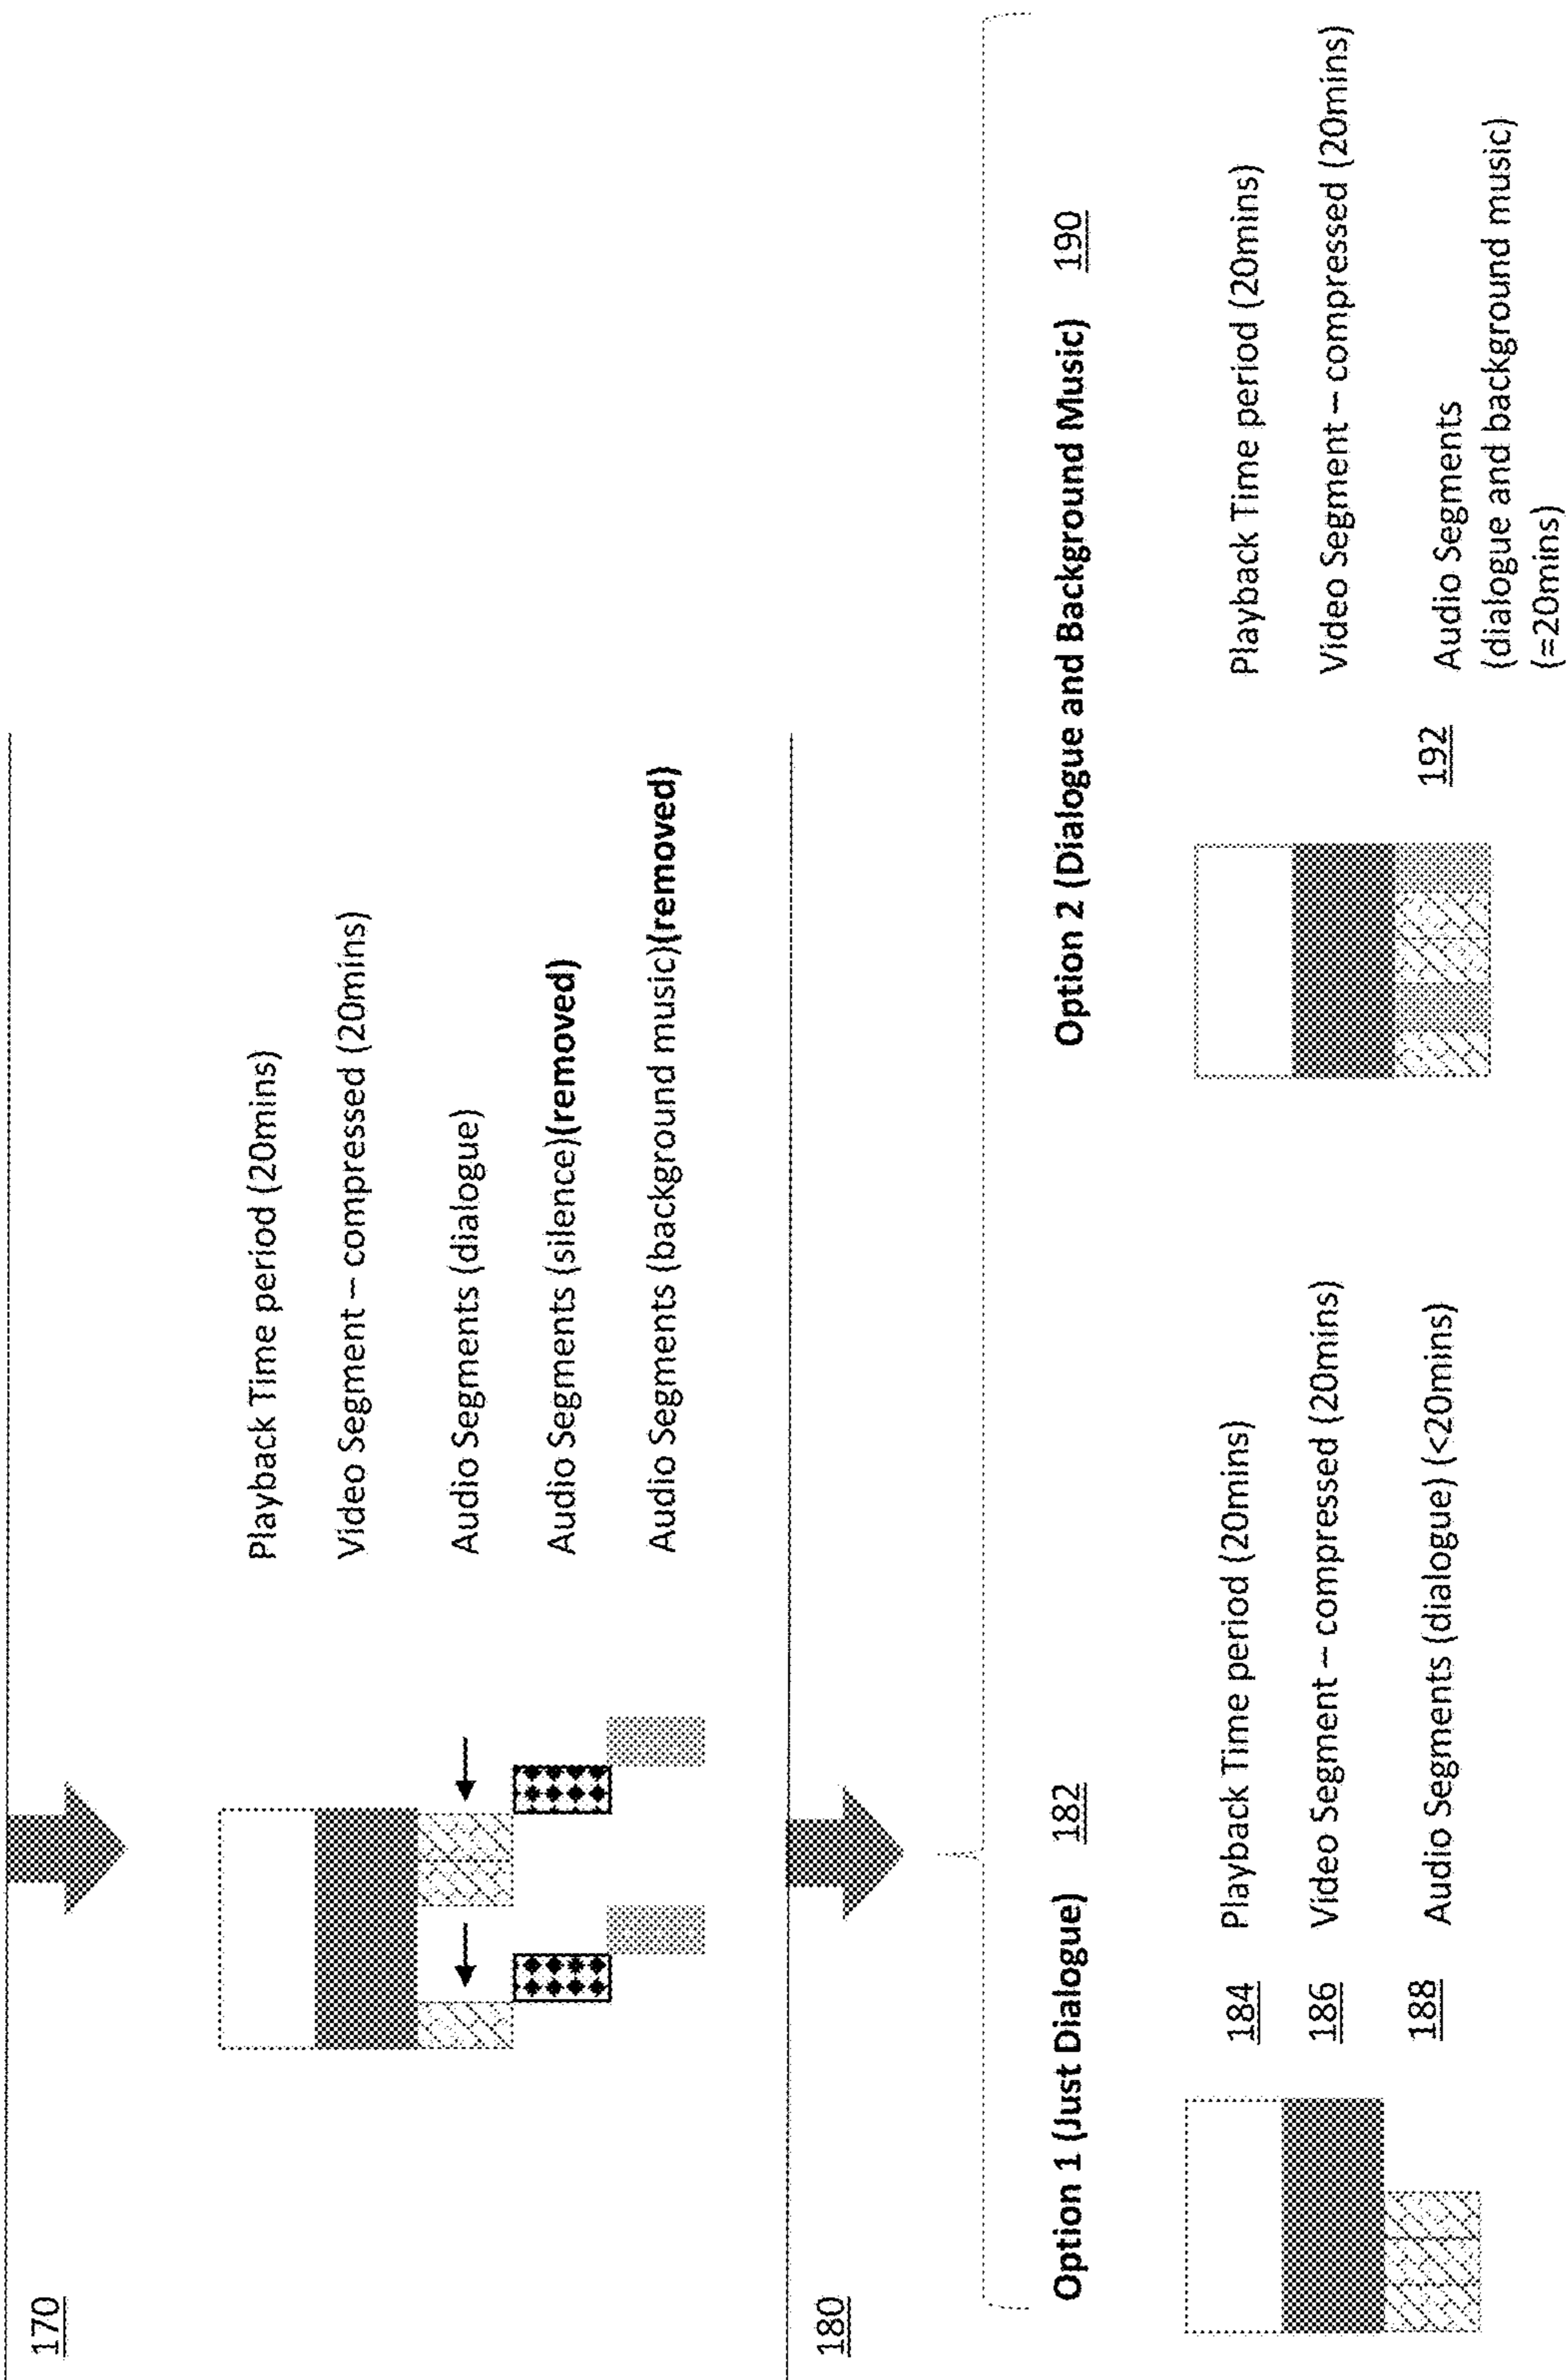 170
Playback Time period (20mins)
Video Segment – compressed (20mins)
Audio Segments (dialogue)
Audio Segments (silence)(removed)
Audio Segments (background music)(removed)
180
Option 1 (Just Dialogue) 182
184 Playback Time period (20mins)
186 Video Segment – compressed (20mins)
188 Audio Segments (dialogue) (<20mins)
Option 2 (Dialogue and Background Music) 190
Playback Time period (20mins)
Video Segment – compressed (20mins)
192 Audio Segments
(dialogue and background music)
(=20mins)